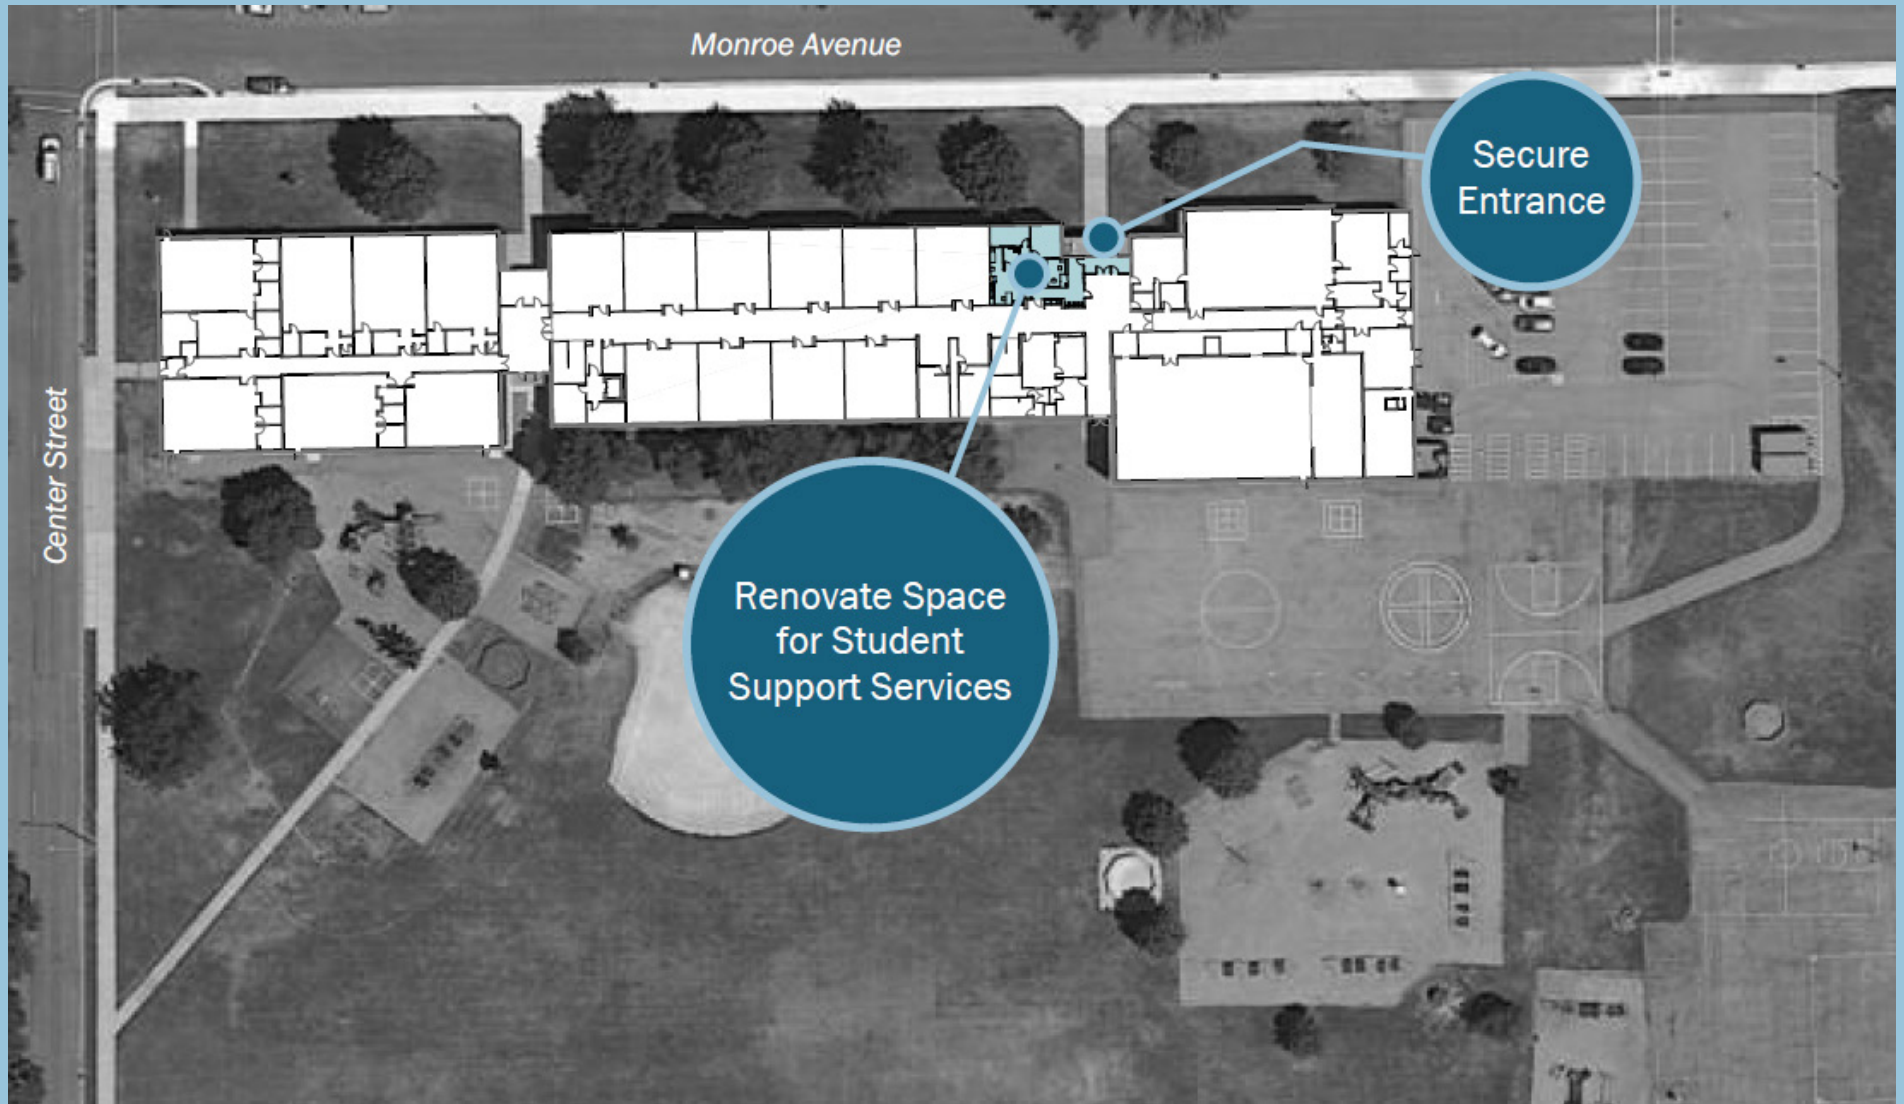 Monroe Avenue
Secure
Entrance
Center Street
Renovate Space
for Student
Support Services